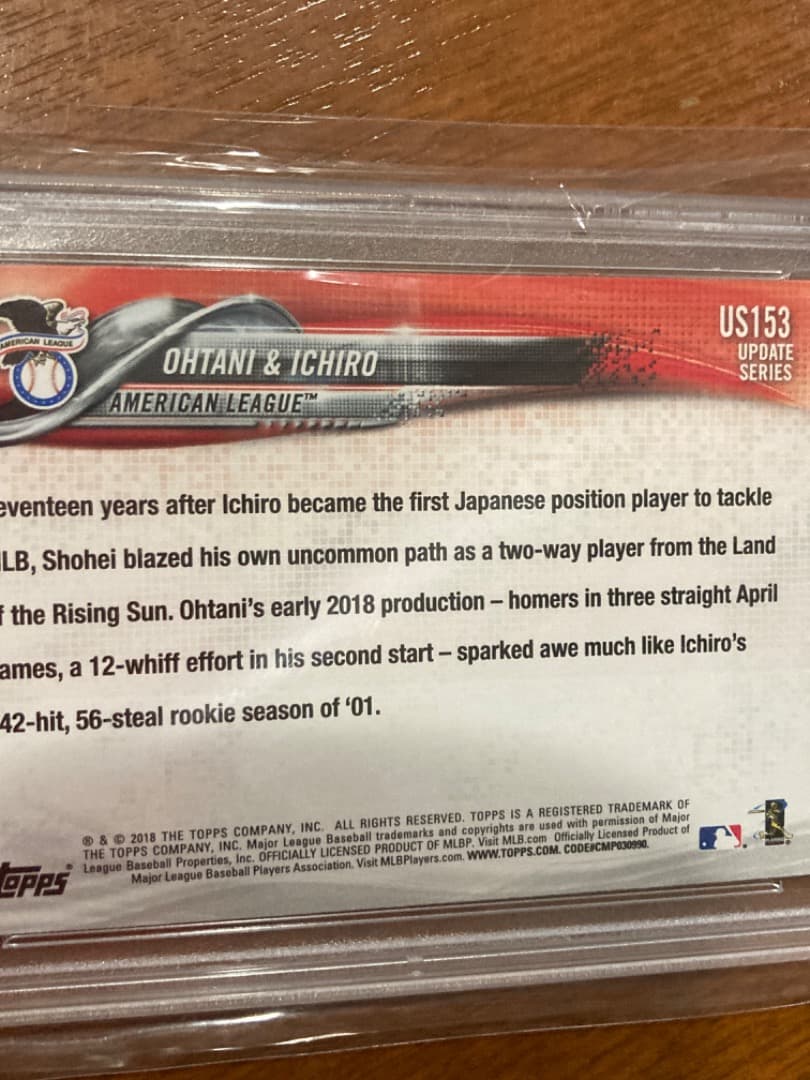 AMERICAN LEAGUE
OHTANI & ICHIRO
AMERICAN LEAGUE™
US153
UPDATE
SERIES
eventeen years after Ichiro became the first Japanese position player to tackle
LB, Shohei blazed his own uncommon path as a two-way player from the Land
f the Rising Sun. Ohtani's early 2018 production – homers in three straight April
ames, a 12-whiff effort in his second start – sparked awe much like Ichiro's
42-hit, 56-steal rookie season of '01.
® & © 2018 THE TOPPS COMPANY, INC. ALL RIGHTS RESERVED. TOPPS IS A REGISTERED TRADEMARK OF
THE TOPPS COMPANY, INC. Major League Baseball trademarks and copyrights are used with permission of Major
League Baseball Properties, Inc. OFFICIALLY LICENSED PRODUCT OF MLBP. Visit MLB.com Officially Licensed Product of
Major League Baseball Players Association. Visit MLBPlayers.com. WWW.TOPPS.COM. CODE#CMP030990.
TOPPS®